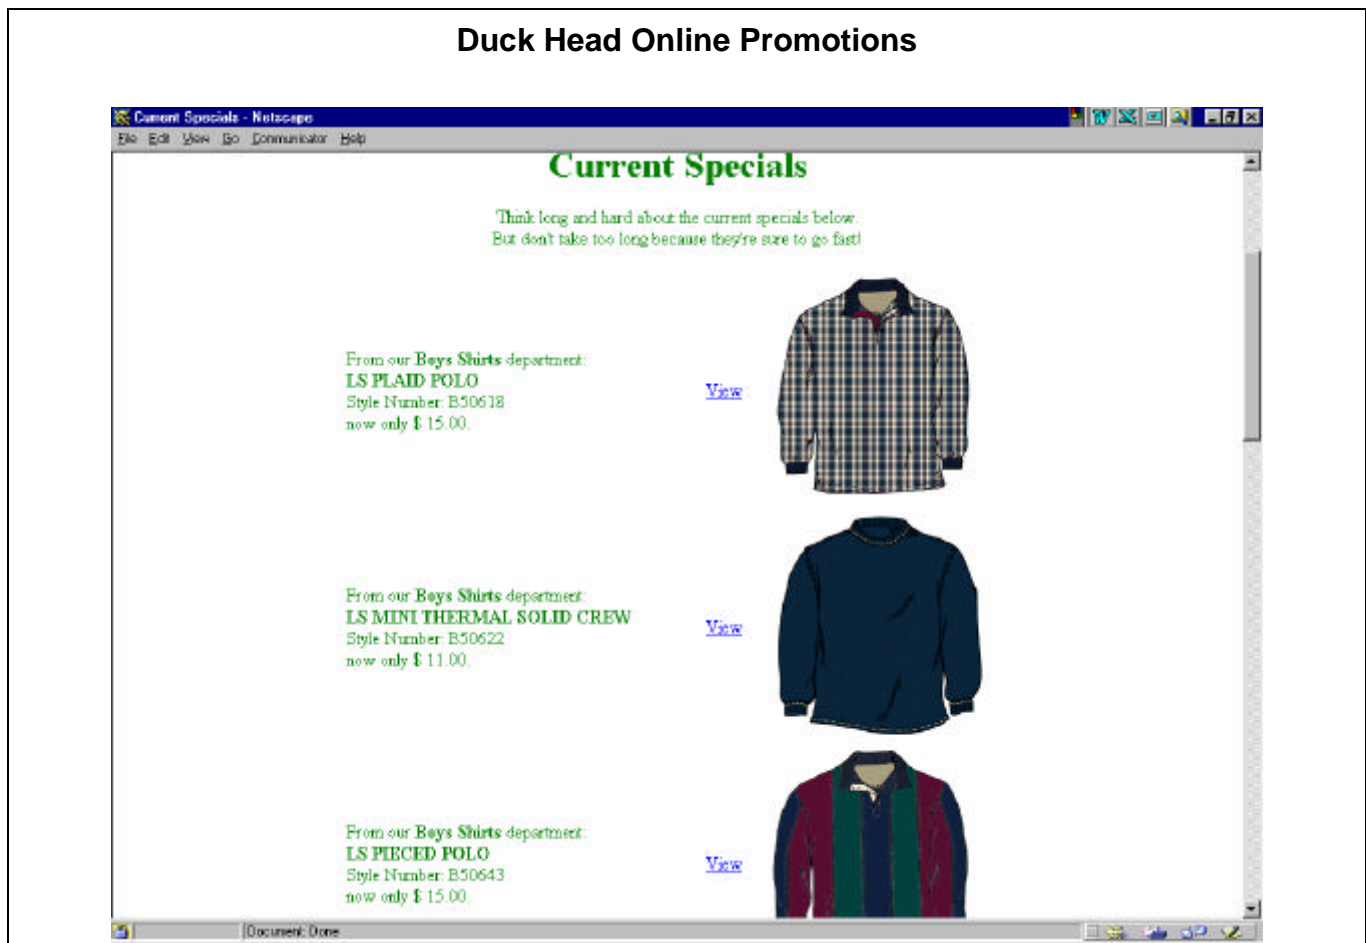 Duck Head Online Promotions
Current Specials - Netscape
File Edit View Go Communicator Help
Current Specials
Think long and hard about the current specials below.
But don't take too long because they're sure to go fast!
From our Boys Shirts department:
LS PLAID POLO
Style Number: B50618
now only $ 15.00.
View
From our Boys Shirts department:
LS MINI THERMAL SOLID CREW
Style Number: B50622
now only $ 11.00.
View
From our Boys Shirts department:
LS PIECED POLO
Style Number: B50643
now only $ 15.00.
View
Document: Done